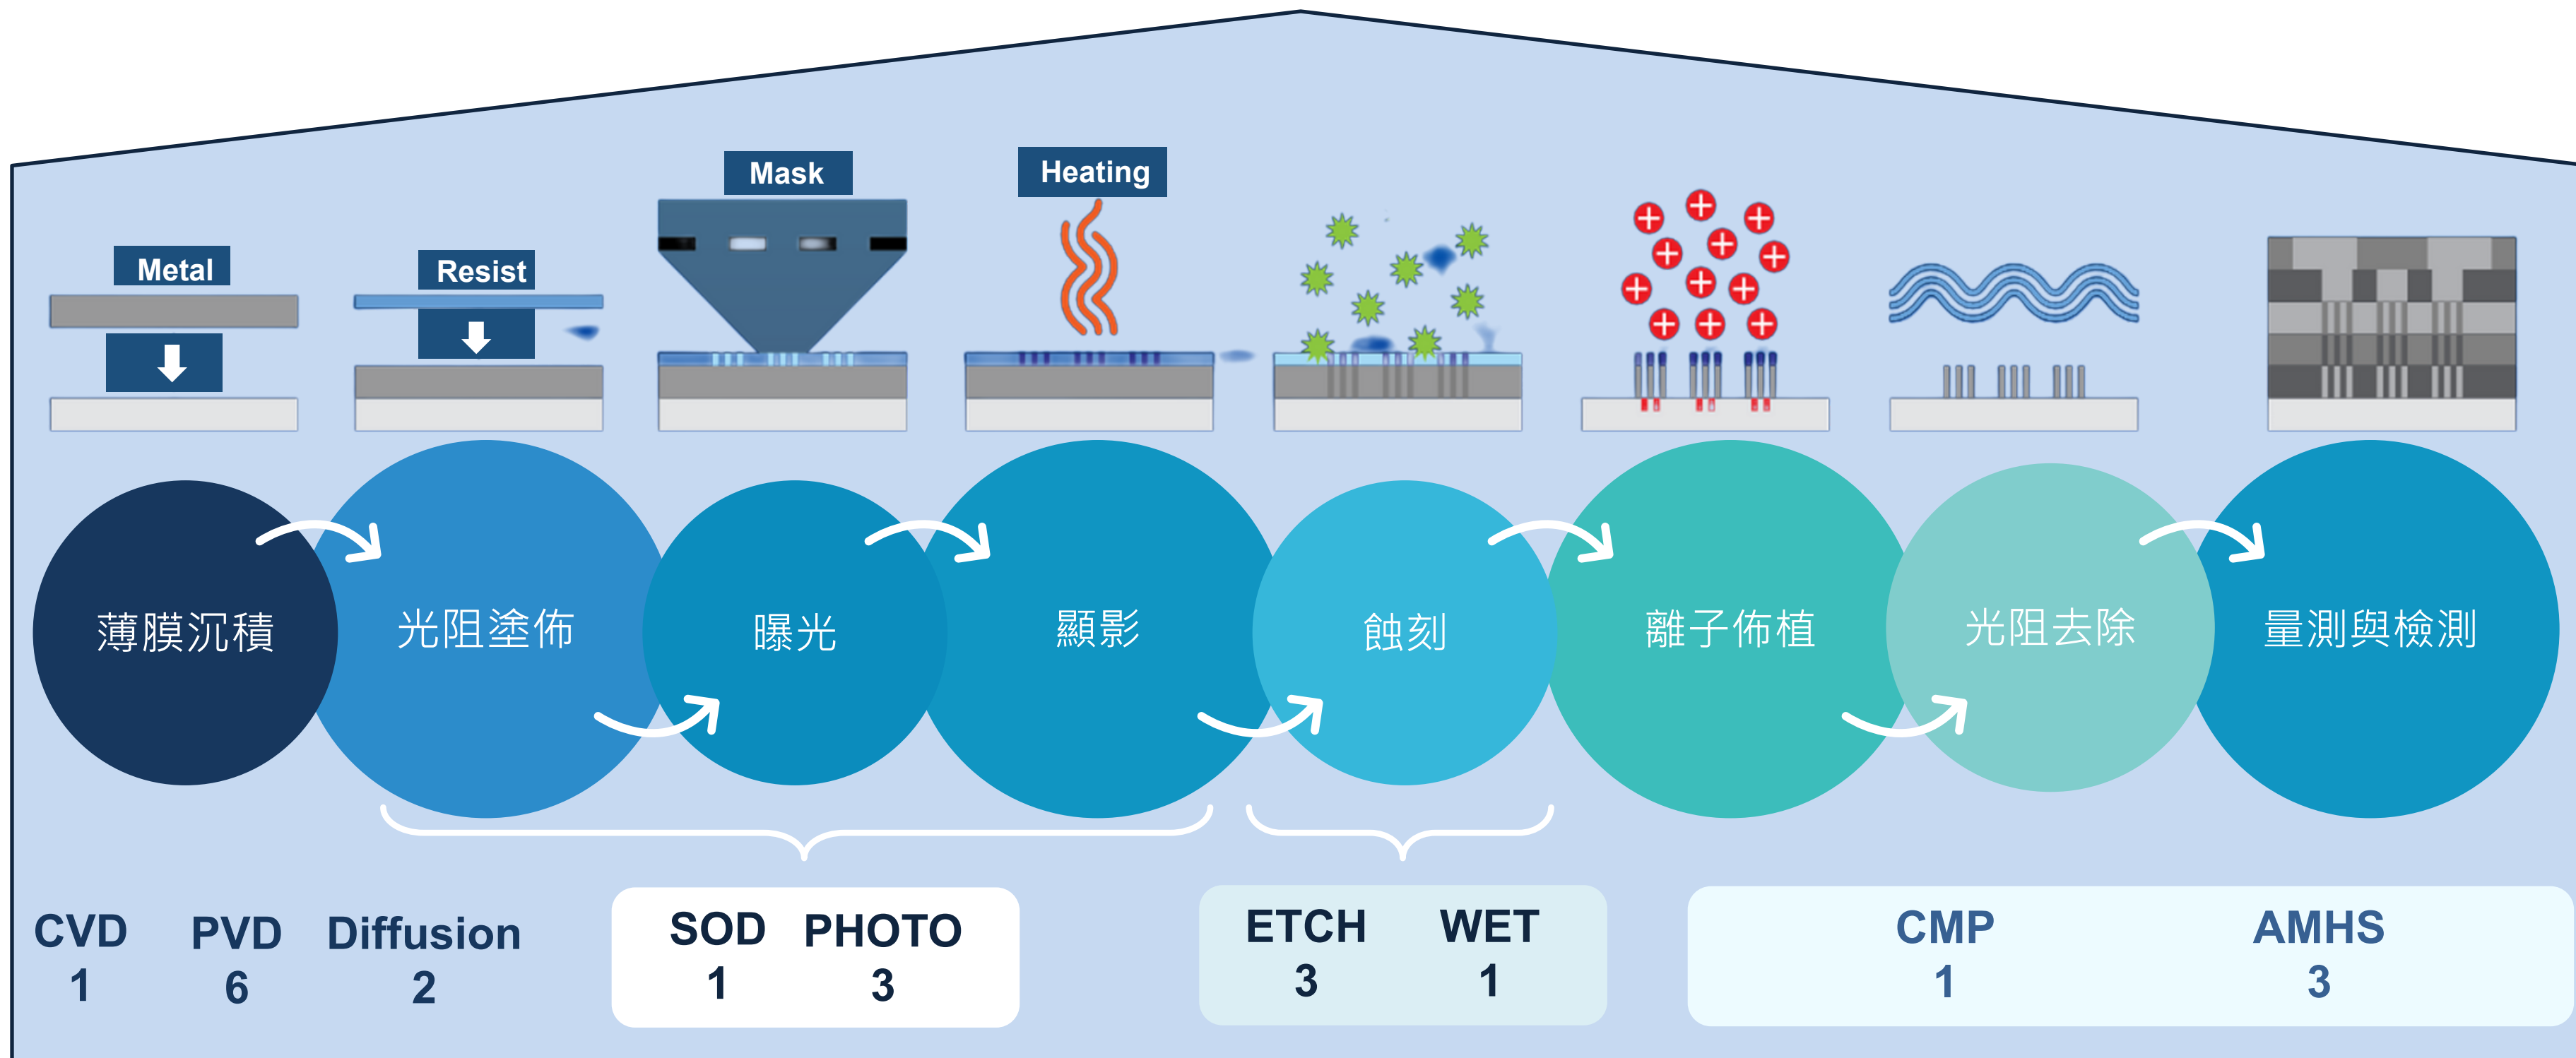 Mask
Heating
Metal
Resist
薄膜沉積
光阻塗佈
曝光
顯影
蝕刻
離子佈植
光阻去除
量測與檢測
CVD
1
PVD
6
Diffusion
2
SOD
1
PHOTO
3
ETCH
3
WET
1
CMP
1
AMHS
3